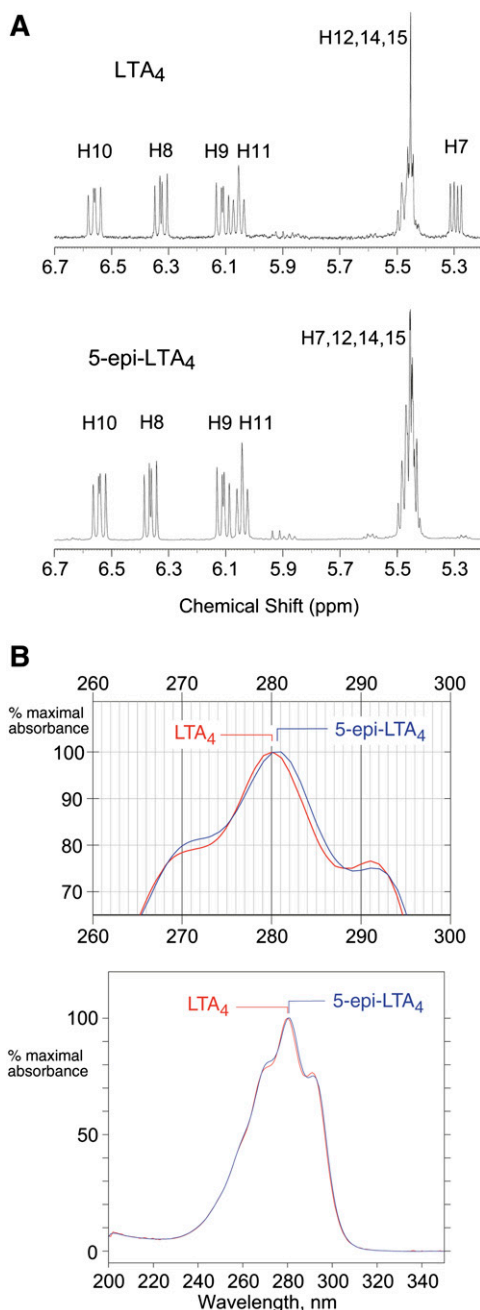 A
LTA4
H12,14,15
H10
H8
H9
H11
H7
6.7 6.5 6.3 6.1 5.9 5.7 5.5 5.3
5-epi-LTA4
H7,12,14,15
H10
H8
H9
H11
6.7 6.5 6.3 6.1 5.9 5.7 5.5 5.3
Chemical Shift (ppm)
B
260 270 280 290 300
% maximal
absorbance
LTA4
5-epi-LTA4
100
90
80
70
260 270 280 290 300
LTA4
5-epi-LTA4
% maximal
absorbance
100
50
0
200 220 240 260 280 300 320 340
Wavelength, nm